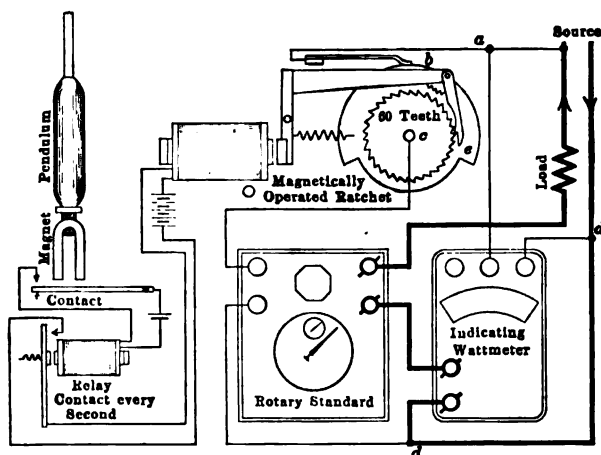 Source
a
b
Pendulum
60 Teeth
c
e
Load
Magnetically
Operated Ratchet
Magnet
a
Contact
Indicating
Wattmeter
Relay
Contact every
Second
Rotary Standard
d